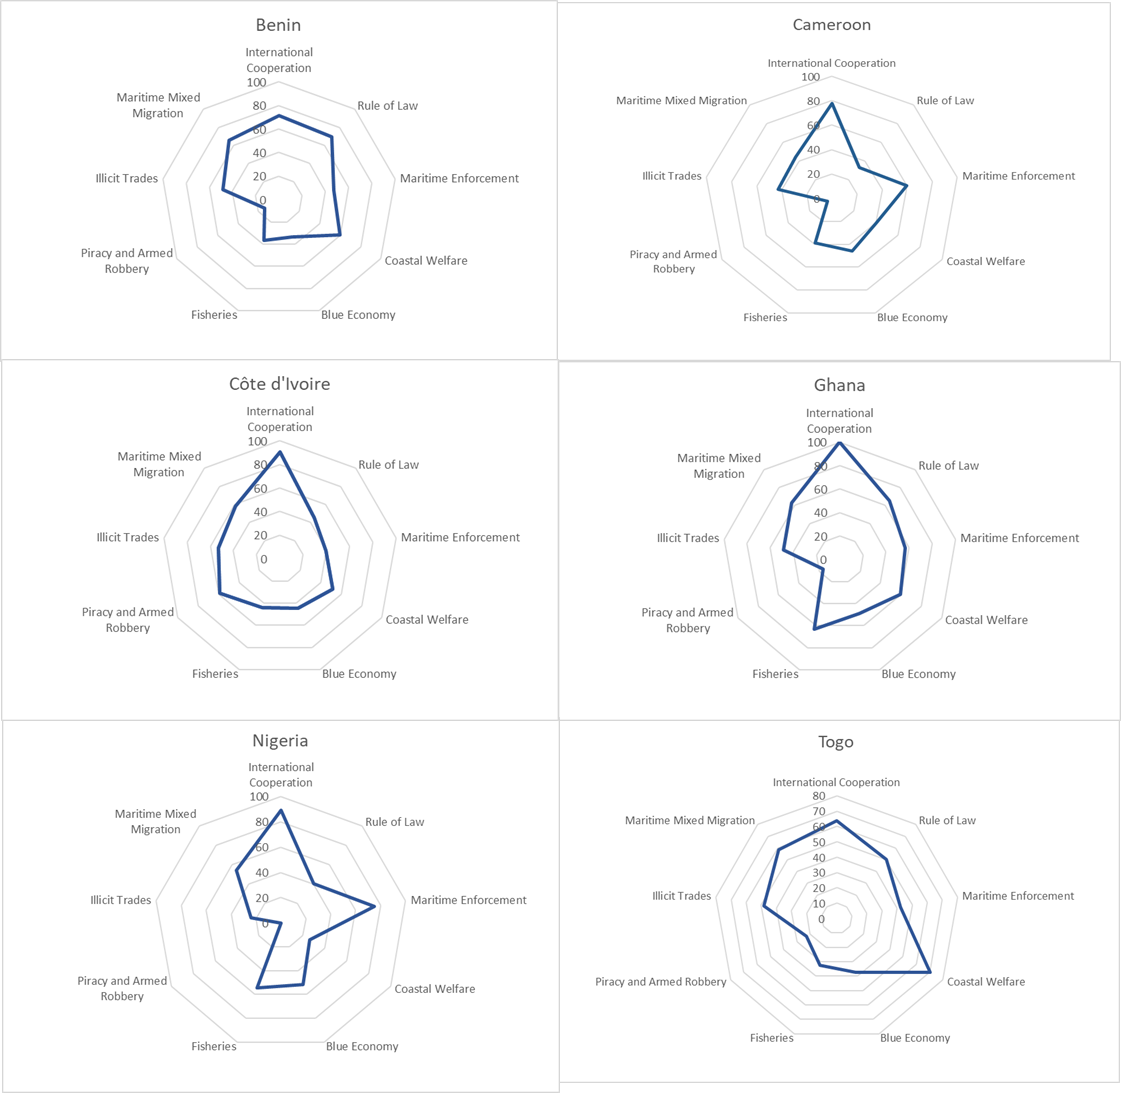 Benin
International
Cooperation
100
80
60
40
20
0
Rule of Law
Maritime Enforcement
Coastal Welfare
Blue Economy
Fisheries
Piracy and Armed
Robbery
Illicit Trades
Maritime Mixed
Migration
Cameroon
International Cooperation
100
80
60
40
20
0
Rule of Law
Maritime Enforcement
Coastal Welfare
Blue Economy
Fisheries
Piracy and Armed
Robbery
Illicit Trades
Maritime Mixed Migration
Côte d'Ivoire
International
Cooperation
100
80
60
40
20
0
Rule of Law
Maritime Enforcement
Coastal Welfare
Blue Economy
Fisheries
Piracy and Armed
Robbery
Illicit Trades
Maritime Mixed
Migration
Ghana
International
Cooperation
100
80
60
40
20
0
Rule of Law
Maritime Enforcement
Coastal Welfare
Blue Economy
Fisheries
Piracy and Armed
Robbery
Illicit Trades
Maritime Mixed
Migration
Nigeria
International
Cooperation
100
80
60
40
20
0
Rule of Law
Maritime Enforcement
Coastal Welfare
Blue Economy
Fisheries
Piracy and Armed
Robbery
Illicit Trades
Maritime Mixed
Migration
Togo
International Cooperation
80
70
60
50
40
30
20
10
0
Rule of Law
Maritime Enforcement
Coastal Welfare
Blue Economy
Fisheries
Piracy and Armed Robbery
Illicit Trades
Maritime Mixed Migration